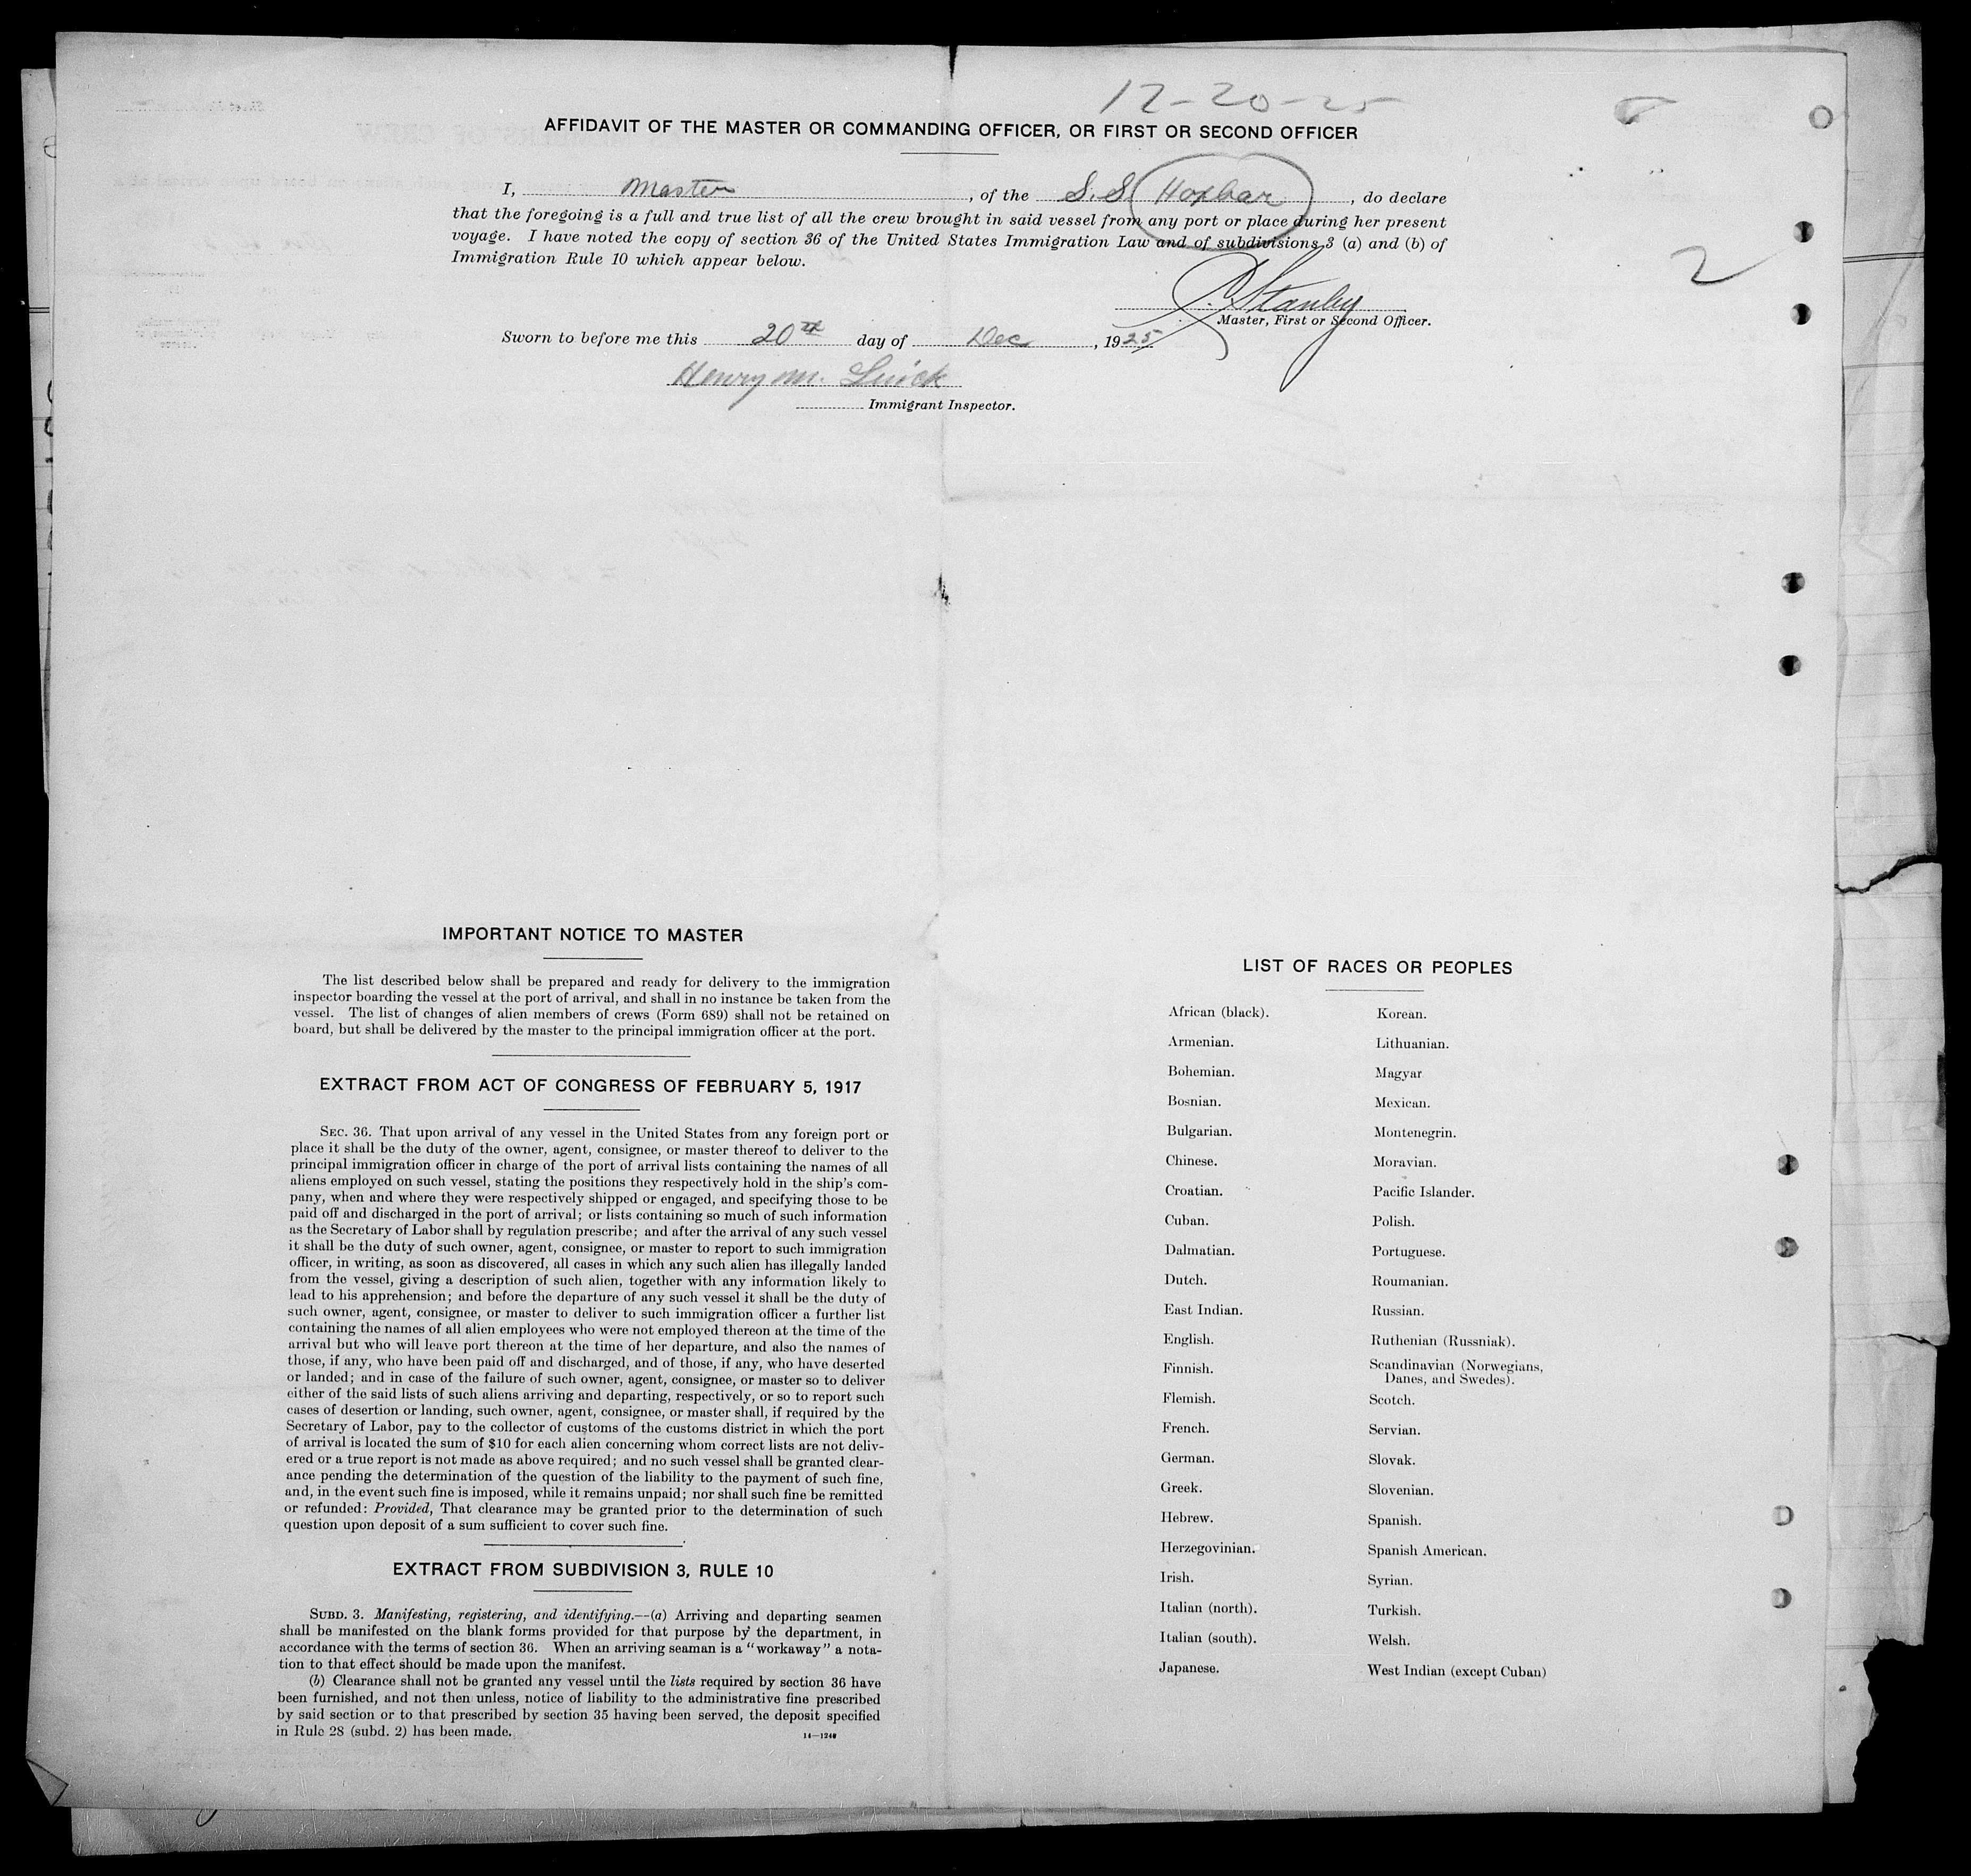 12-20-25
AFFIDAVIT OF THE MASTER OR COMMANDING OFFICER, OR FIRST OR SECOND OFFICER
I, Master, of the S.S. Hoxbar, do declare
that the foregoing is a full and true list of all the crew brought in said vessel from any port or place during her present
voyage. I have noted the copy of section 36 of the United States Immigration Law and of subdivisions 3 (a) and (b) of
Immigration Rule 10 which appear below.
2
Stanley
Master, First or Second Officer.
Sworn to before me this 20th day of Dec, 1925
Henry M.
Immigrant Inspector.
IMPORTANT NOTICE TO MASTER
The list described below shall be prepared and ready for delivery to the immigration
inspector boarding the vessel at the port of arrival, and shall in no instance be taken from the
vessel. The list of changes of alien members of crews (Form 689) shall not be retained on
board, but shall be delivered by the master to the principal immigration officer at the port.
EXTRACT FROM ACT OF CONGRESS OF FEBRUARY 5, 1917
SEC. 36. That upon arrival of any vessel in the United States from any foreign port or
place it shall be the duty of the owner, agent, consignee, or master thereof to deliver to the
principal immigration officer in charge of the port of arrival lists containing the names of all
aliens employed on such vessel, stating the positions they respectively hold in the ship's com-
pany, when and where they were respectively shipped or engaged, and specifying those to be
paid off and discharged in the port of arrival; or lists containing so much of such information
as the Secretary of Labor shall by regulation prescribe; and after the arrival of any such vessel
it shall be the duty of such owner, agent, consignee, or master to report to such immigration
officer, in writing, as soon as discovered, all cases in which any such alien has illegally landed
from the vessel, giving a description of such alien, together with any information likely to
lead to his apprehension; and before the departure of any such vessel it shall be the duty of
such owner, agent, consignee, or master to deliver to such immigration officer a further list
containing the names of all alien employees who were not employed thereon at the time of the
arrival but who will leave port thereon at the time of her departure, and also the names of
those, if any, who have been paid off and discharged, and of those, if any, who have deserted
or landed; and in case of the failure of such owner, agent, consignee, or master so to deliver
either of the said lists of such aliens arriving and departing, respectively, or so to report such
cases of desertion or landing, such owner, agent, consignee, or master shall, if required by the
Secretary of Labor, pay to the collector of customs of the customs district in which the port
of arrival is located the sum of $10 for each alien concerning whom correct lists are not deliv-
ered or a true report is not made as above required; and no such vessel shall be granted clear-
ance pending the determination of the question of the liability to the payment of such fine,
and, in the event such fine is imposed, while it remains unpaid; nor shall such fine be remitted
or refunded: Provided, That clearance may be granted prior to the determination of such
question upon deposit of a sum sufficient to cover such fine.
EXTRACT FROM SUBDIVISION 3, RULE 10
SUBD. 3. Manifesting, registering, and identifying.—(a) Arriving and departing seamen
shall be manifested on the blank forms provided for that purpose by the department, in
accordance with the terms of section 36. When an arriving seaman is a "workaway" a nota-
tion to that effect should be made upon the manifest.
(b) Clearance shall not be granted any vessel until the lists required by section 36 have
been furnished, and not then unless, notice of liability to the administrative fine prescribed
by said section or to that prescribed by section 35 having been served, the deposit specified
in Rule 28 (subd. 2) has been made.
14—1240
LIST OF RACES OR PEOPLES
African (black).
Armenian.
Bohemian.
Bosnian.
Bulgarian.
Chinese.
Croatian.
Cuban.
Dalmatian.
Dutch.
East Indian.
English.
Finnish.
Flemish.
French.
German.
Greek.
Hebrew.
Herzegovinian.
Irish.
Italian (north).
Italian (south).
Japanese.
Korean.
Lithuanian.
Magyar
Mexican.
Montenegrin.
Moravian.
Pacific Islander.
Polish.
Portuguese.
Roumanian.
Russian.
Ruthenian (Russniak).
Scandinavian (Norwegians,
Danes, and Swedes).
Scotch.
Servian.
Slovak.
Slovenian.
Spanish.
Spanish American.
Syrian.
Turkish.
Welsh.
West Indian (except Cuban)